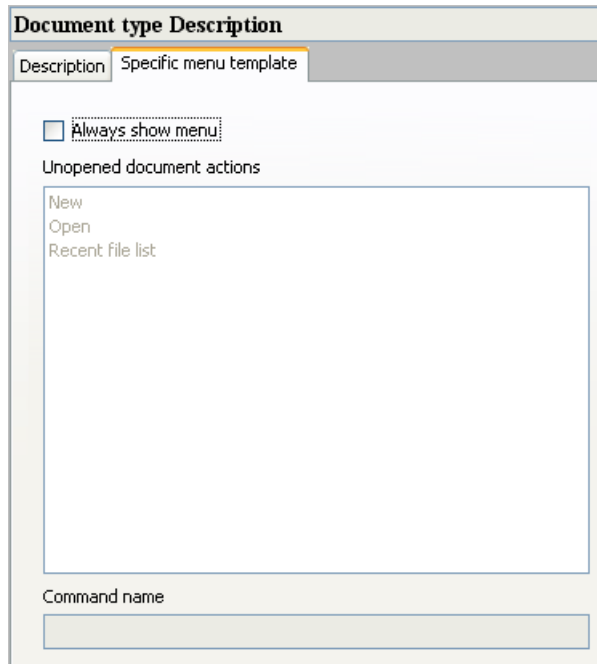 Document type Description
Description
Specific menu template
Always show menu
Unopened document actions
New
Open
Recent file list
Command name